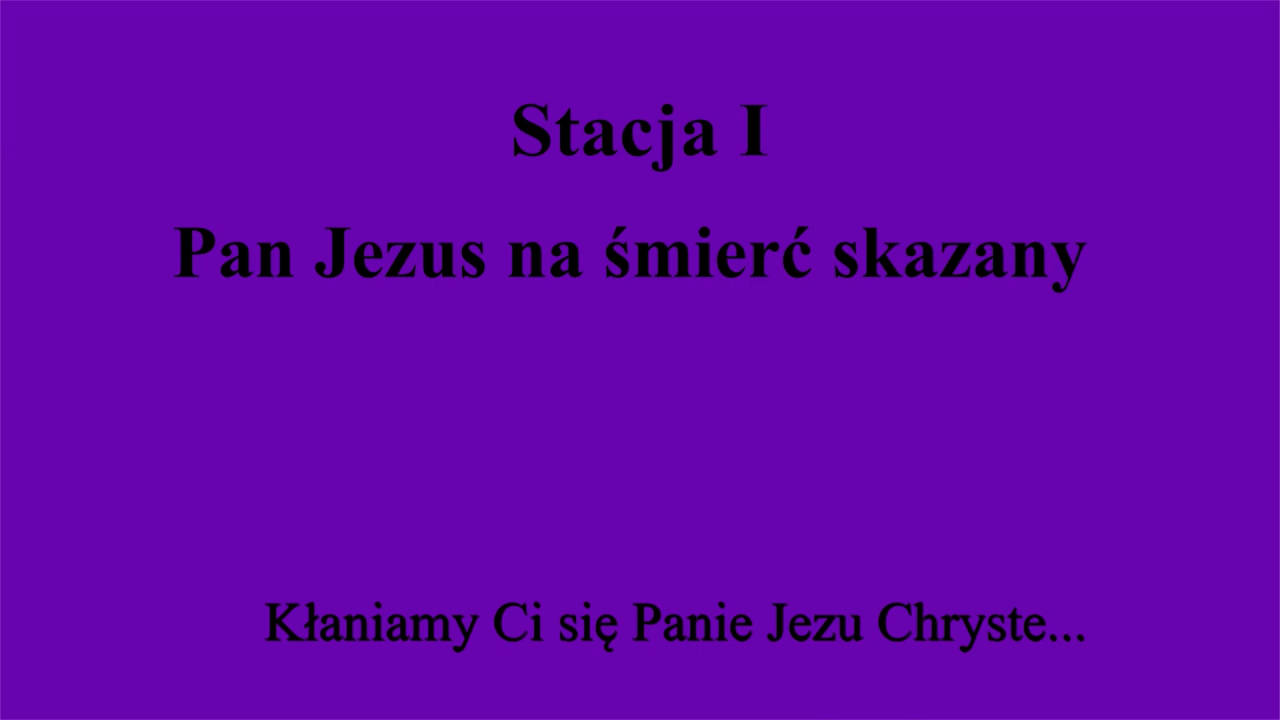 Stacja I
Pan Jezus na śmierć skazany
Kłaniamy Ci się Panie Jezu Chryste...